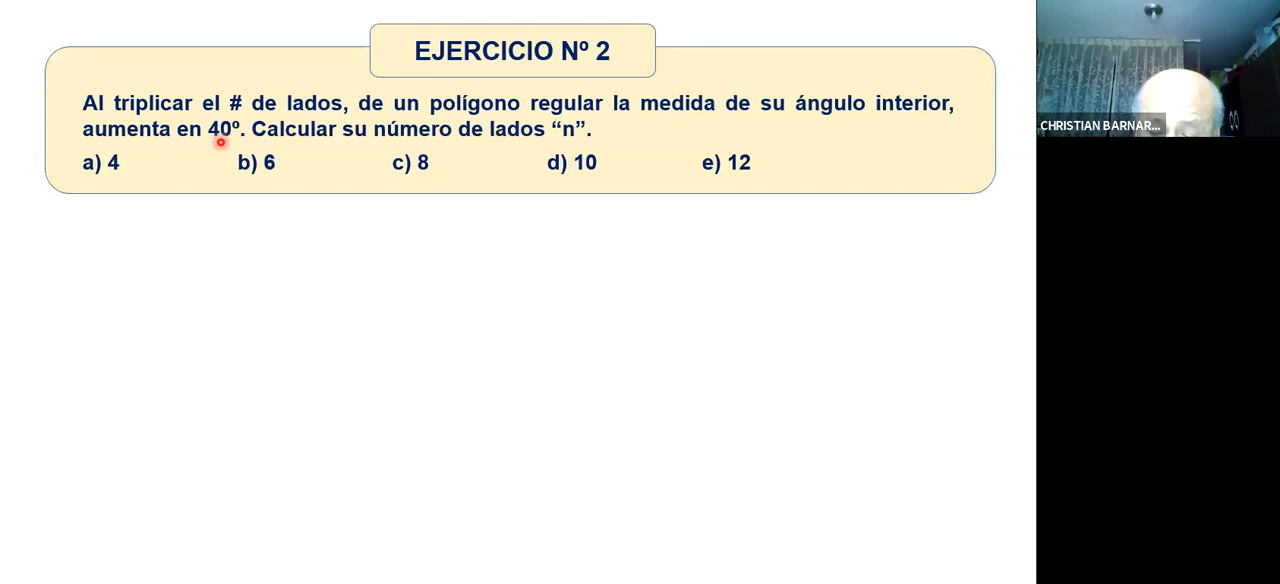 EJERCICIO Nº 2
Al triplicar el # de lados, de un polígono regular la medida de su ángulo interior,
aumenta en 40º. Calcular su número de lados “n”.
a) 4 b) 6 c) 8 d) 10 e) 12
CHRISTIAN BARNAR...